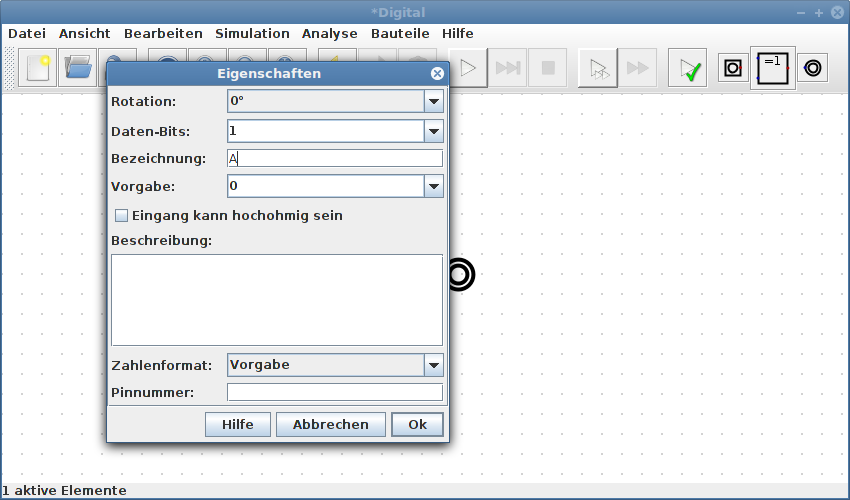 *Digital
Datei Ansicht Bearbeiten Simulation Analyse Bauteile Hilfe
=1
Eigenschaften
Rotation: 0°
Daten-Bits: 1
Bezeichnung: A
Vorgabe: 0
Eingang kann hochohmig sein
Beschreibung:
Zahlenformat: Vorgabe
Pinnummer:
Hilfe Abbrechen Ok
1 aktive Elemente